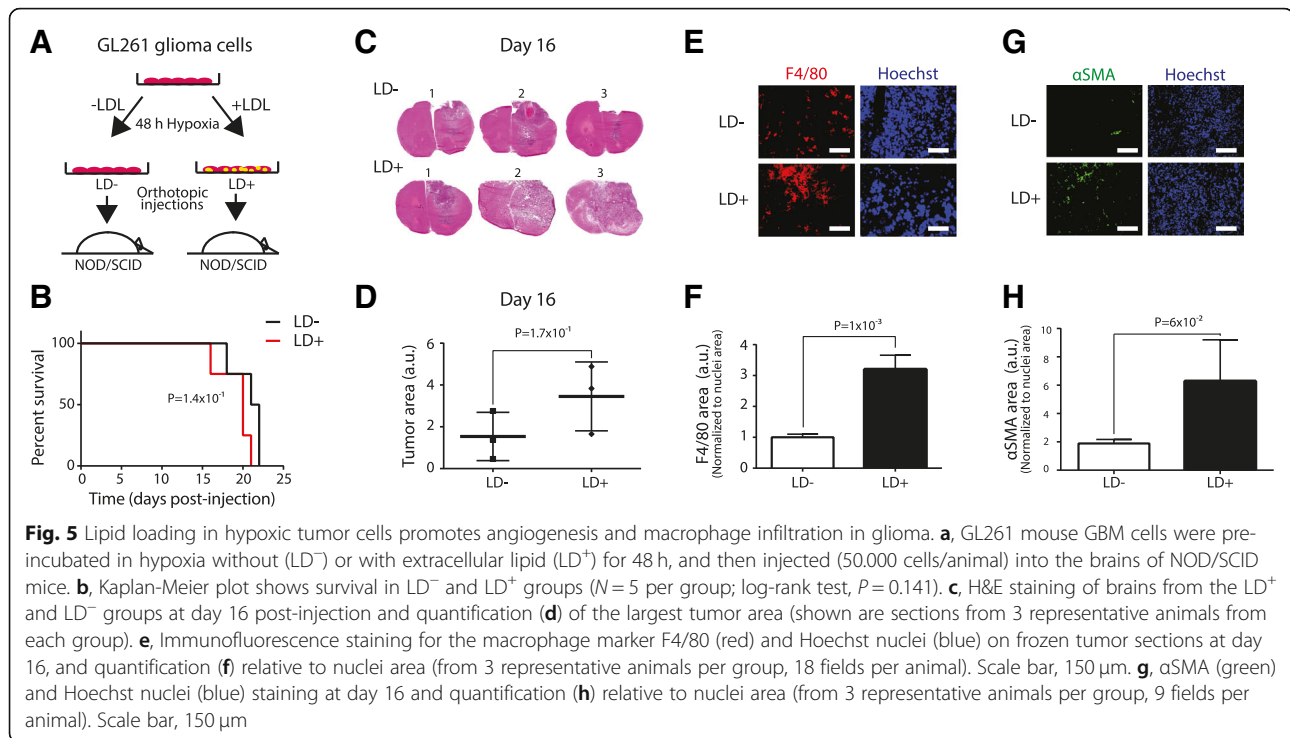 A
GL261 glioma cells
-LDL
+LDL
48 h Hypoxia
LD-
Orthotopic
injections
LD+
NOD/SCID
NOD/SCID
B
LD-
LD+
100
50
0
P=1.4x10-1
Percent survival
0 5 10 15 20 25
Time (days post-injection)
C
Day 16
LD-
1 2 3
LD+
1 2 3
D
Day 16
P=1.7x10-1
6
4
2
0
Tumor area (a.u.)
LD- LD+
E
F4/80 Hoechst
LD-
LD+
F
P=1x10-3
4
3
2
1
0
F4/80 area (a.u.)
(Normalized to nuclei area)
LD- LD+
G
αSMA Hoechst
LD-
LD+
H
P=6x10-2
10
8
6
4
2
0
αSMA area (a.u.)
(Normalized to nuclei area)
LD- LD+
Fig. 5 Lipid loading in hypoxic tumor cells promotes angiogenesis and macrophage infiltration in glioma. a, GL261 mouse GBM cells were pre-
incubated in hypoxia without (LD−) or with extracellular lipid (LD+) for 48 h, and then injected (50.000 cells/animal) into the brains of NOD/SCID
mice. b, Kaplan-Meier plot shows survival in LD− and LD+ groups (N = 5 per group; log-rank test, P = 0.141). c, H&E staining of brains from the LD+
and LD− groups at day 16 post-injection and quantification (d) of the largest tumor area (shown are sections from 3 representative animals from
each group). e, Immunofluorescence staining for the macrophage marker F4/80 (red) and Hoechst nuclei (blue) on frozen tumor sections at day
16, and quantification (f) relative to nuclei area (from 3 representative animals per group, 18 fields per animal). Scale bar, 150 μm. g, αSMA (green)
and Hoechst nuclei (blue) staining at day 16 and quantification (h) relative to nuclei area (from 3 representative animals per group, 9 fields per
animal). Scale bar, 150 μm